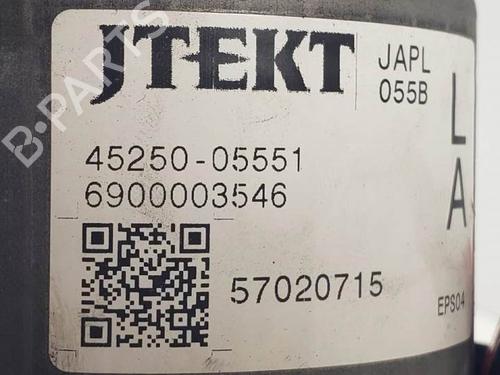 JTEKT
JAPL
055B
L
A
45250-05551
6900003546
57020715
EPS04
B-PARTS